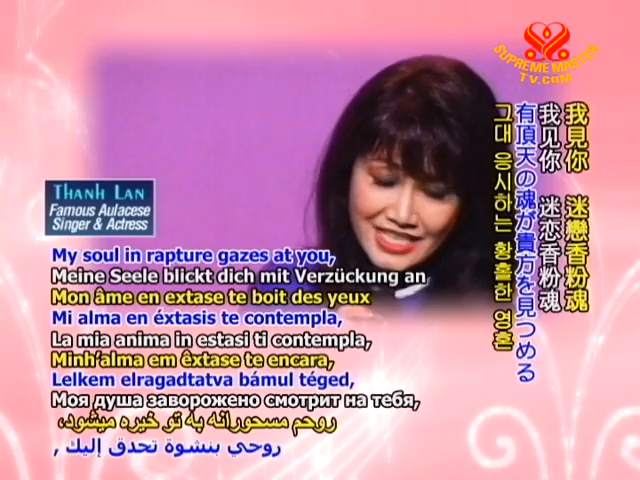 SUPREME MASTER
TV.COM
THANH LAN
Famous Aulacese
Singer & Actress
My soul in rapture gazes at you,
Meine Seele blickt dich mit Verzückung an
Mon âme en extase te boit des yeux
Mi alma en éxtasis te contempla,
La mia anima in estasi ti contempla,
Minh'alma em êxtase te encara,
Lelkem elragadtatva bámul téged,
Моя душа заворожено смотрит на тебя,
روحم مسحورانه به تو خیره میشود،
روحي بنشوة تحدق إليك ,
我見你 迷戀香粉魂
我见你 迷恋香粉魂
有頂天の魂が貴方を見つめる
그대 응시하는 황홀한 영혼